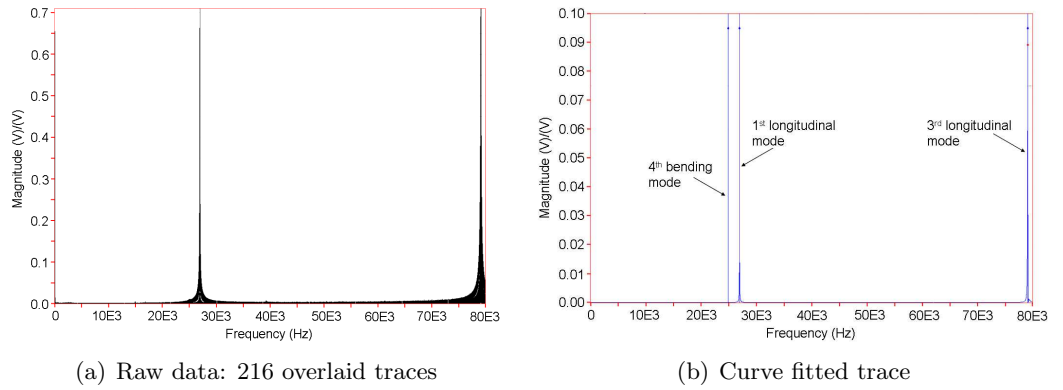 0.7
0.6
0.5
0.4
0.3
0.2
0.1
0.0
Magnitude (V)/(V)
0
10E3
20E3
30E3
40E3
50E3
60E3
70E3
80E3
Frequency (Hz)
(a) Raw data: 216 overlaid traces
0.10
0.09
0.08
0.07
0.06
0.05
0.04
0.03
0.02
0.01
0.00
Magnitude (V)/(V)
4th bending
mode
1st longitudinal
mode
3rd longitudinal
mode
0
10E3
20E3
30E3
40E3
50E3
60E3
70E3
80E3
Frequency (Hz)
(b) Curve fitted trace